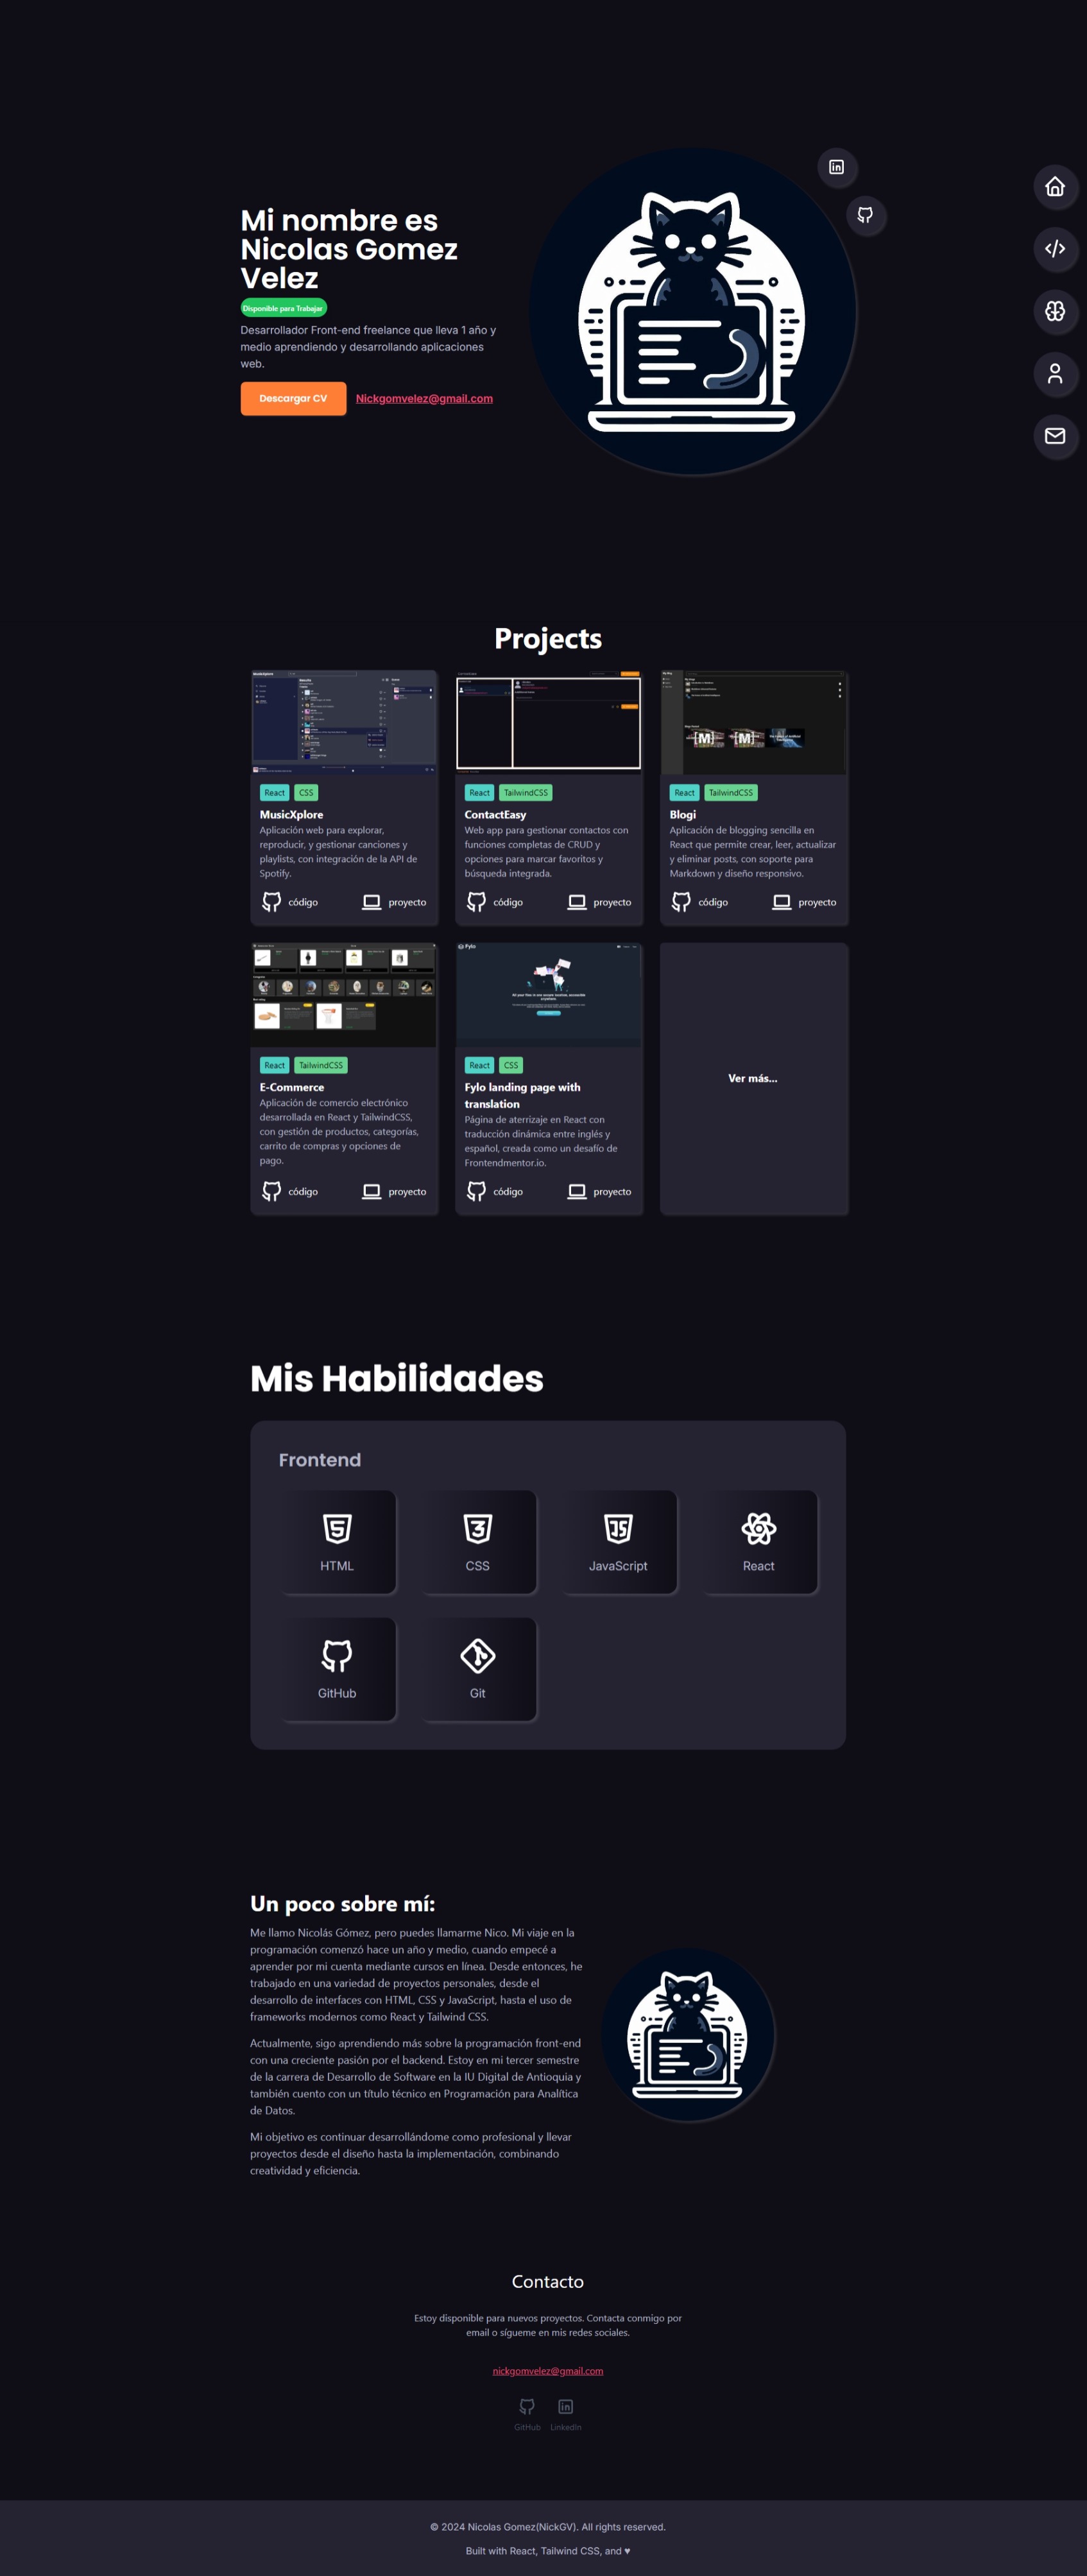 Mi nombre es
Nicolas Gomez
Velez
Disponible para Trabajar
Desarrollador Front-end freelance que lleva 1 año y
medio aprendiendo y desarrollando aplicaciones
web.
Descargar CV
Nickgomvelez@gmail.com
Projects
MusicXplore
React
CSS
MusicXplore
Aplicación web para explorar,
reproducir, y gestionar canciones y
playlists, con integración de la API de
Spotify.
código
proyecto
React
TailwindCSS
ContactEasy
Web app para gestionar contactos con
funciones completas de CRUD y
opciones para marcar favoritos y
búsqueda integrada.
código
proyecto
[M]
[M]
React
TailwindCSS
Blogi
Aplicación de blogging sencilla en
React que permite crear, leer, actualizar
y eliminar posts, con soporte para
Markdown y diseño responsivo.
código
proyecto
React
TailwindCSS
E-Commerce
Aplicación de comercio electrónico
desarrollada en React y TailwindCSS,
con gestión de productos, categorías,
carrito de compras y opciones de
pago.
código
proyecto
Fylo
All your files in one secure location, accessible
anywhere.
React
CSS
Fylo landing page with
translation
Página de aterrizaje en React con
traducción dinámica entre inglés y
español, creada como un desafío de
Frontendmentor.io.
código
proyecto
Ver más...
Mis Habilidades
Frontend
HTML
CSS
JavaScript
React
GitHub
Git
Un poco sobre mí:
Me llamo Nicolás Gómez, pero puedes llamarme Nico. Mi viaje en la
programación comenzó hace un año y medio, cuando empecé a
aprender por mi cuenta mediante cursos en línea. Desde entonces, he
trabajado en una variedad de proyectos personales, desde el
desarrollo de interfaces con HTML, CSS y JavaScript, hasta el uso de
frameworks modernos como React y Tailwind CSS.
Actualmente, sigo aprendiendo más sobre la programación front-end
con una creciente pasión por el backend. Estoy en mi tercer semestre
de la carrera de Desarrollo de Software en la IU Digital de Antioquia y
también cuento con un título técnico en Programación para Analítica
de Datos.
Mi objetivo es continuar desarrollándome como profesional y llevar
proyectos desde el diseño hasta la implementación, combinando
creatividad y eficiencia.
Contacto
Estoy disponible para nuevos proyectos. Contacta conmigo por
email o sígueme en mis redes sociales.
nickgomvelez@gmail.com
GitHub
LinkedIn
© 2024 Nicolas Gomez(NickGV). All rights reserved.
Built with React, Tailwind CSS, and ♥